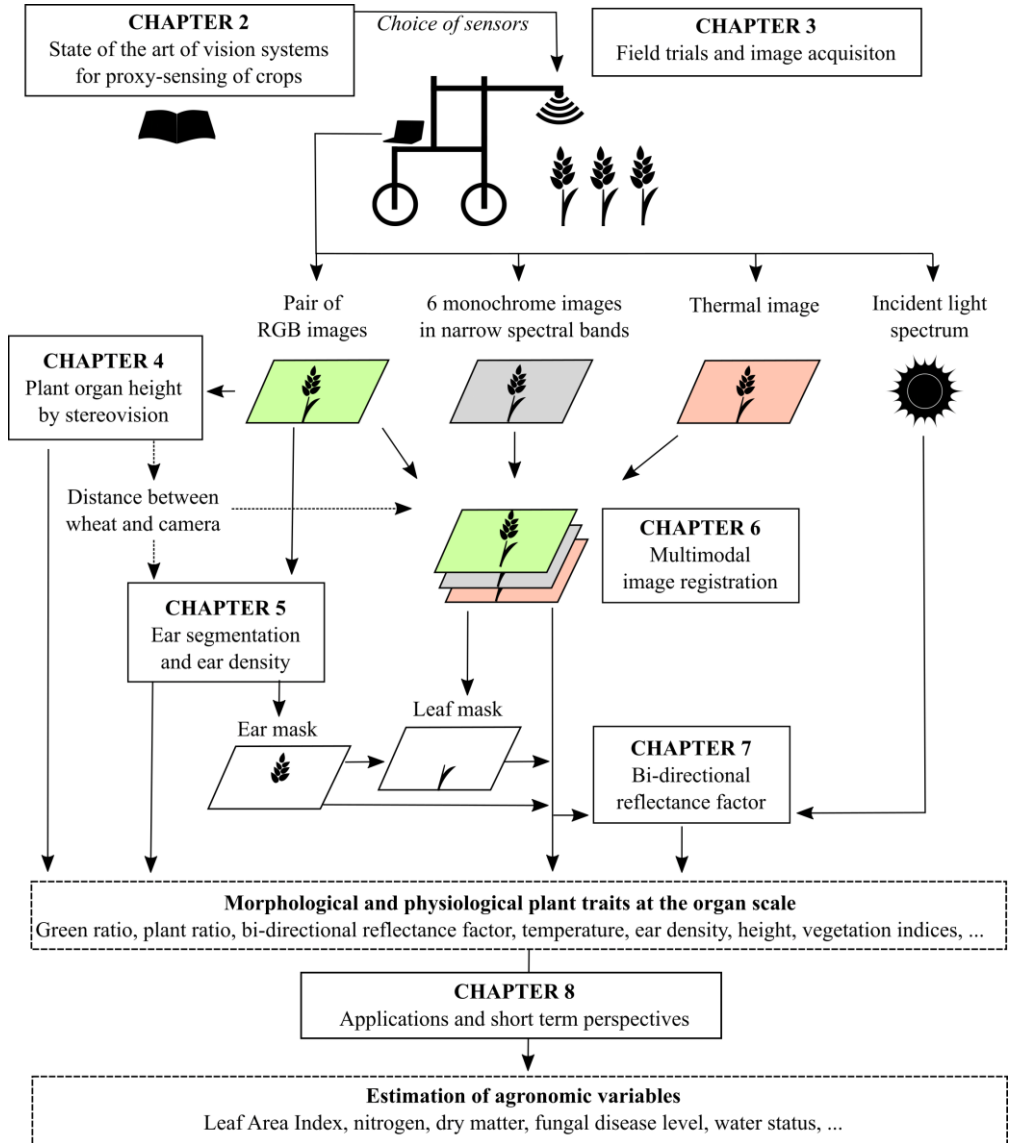 CHAPTER 2
State of the art of vision systems
for proxy-sensing of crops
Choice of sensors
CHAPTER 3
Field trials and image acquisiton
Pair of
RGB images
6 monochrome images
in narrow spectral bands
Thermal image
Incident light
spectrum
CHAPTER 4
Plant organ height
by stereovision
Distance between
wheat and camera
CHAPTER 6
Multimodal
image registration
CHAPTER 5
Ear segmentation
and ear density
Ear mask
Leaf mask
CHAPTER 7
Bi-directional
reflectance factor
Morphological and physiological plant traits at the organ scale
Green ratio, plant ratio, bi-directional reflectance factor, temperature, ear density, height, vegetation indices, ...
CHAPTER 8
Applications and short term perspectives
Estimation of agronomic variables
Leaf Area Index, nitrogen, dry matter, fungal disease level, water status, ...